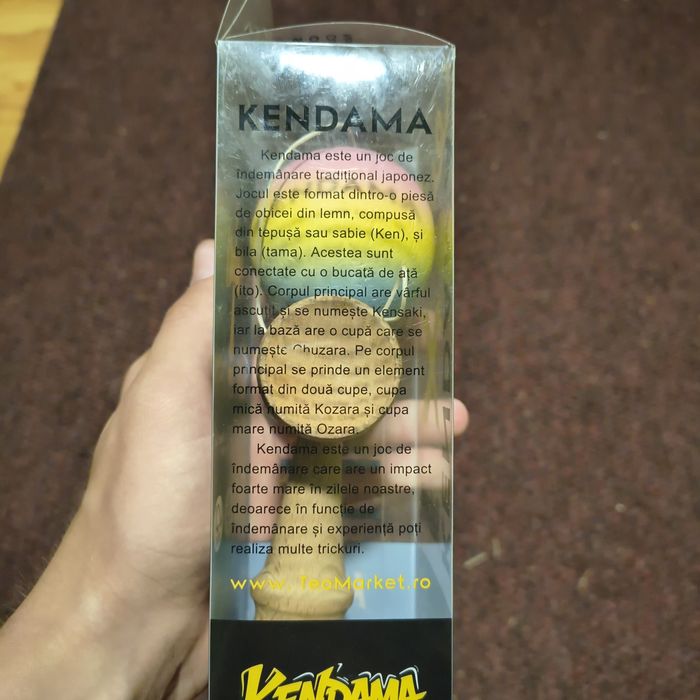 KENDAMA
Kendama este un joc de
îndemânare tradițional japonez.
Jocul este format dintr-o piesă
de obicei din lemn, compusă
din țepușă sau sabie (Ken), și
bila (tama). Acestea sunt
conectate cu o bucată de ață
(ito). Corpul principal are vârful
ascuțit și se numește Kensaki,
iar la bază are o cupă care se
numește Chuzara. Pe corpul
principal se prinde un element
format din două cupe, cupa
mică numită Kozara și cupa
mare numită Ozara.
Kendama este un joc de
îndemânare care are un impact
foarte mare în zilele noastre,
deoarece în funcție de
îndemânare și experiență poți
realiza multe trickuri.
www. TeoMarket.ro
KENDAMA